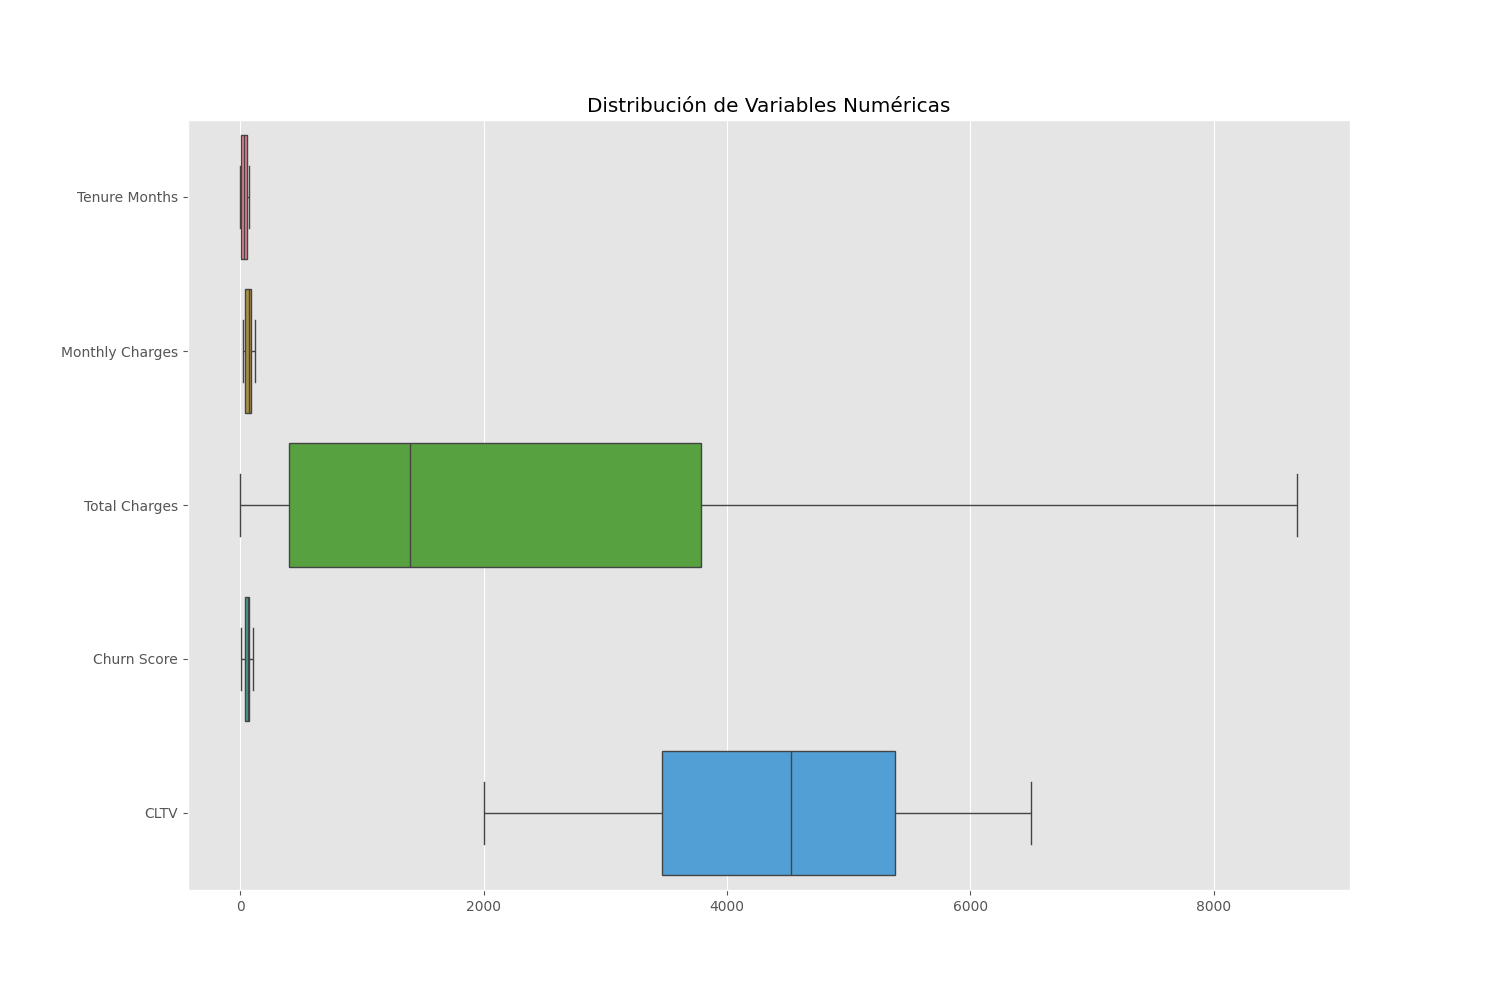 Distribución de Variables Numéricas
Tenure Months
Monthly Charges
Total Charges
Churn Score
CLTV
0 2000 4000 6000 8000